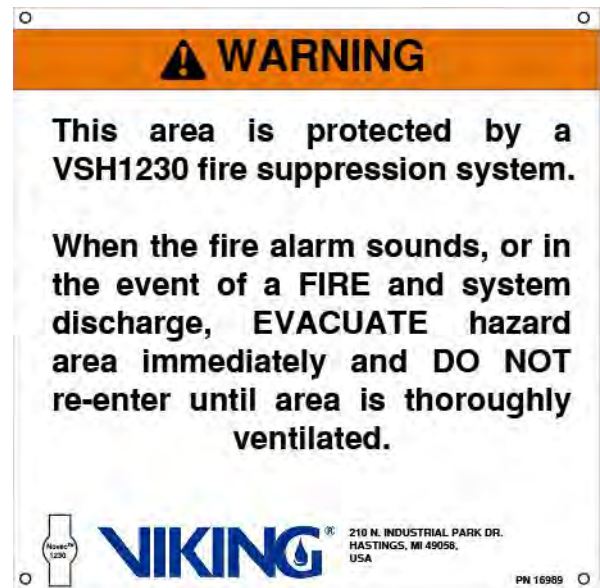 WARNING
This area is protected by a
VSH1230 fire suppression system.
When the fire alarm sounds, or in
the event of a FIRE and system
discharge, EVACUATE hazard
area immediately and DO NOT
re-enter until area is thoroughly
ventilated.
Novec™
1230
VIKING®
210 N. INDUSTRIAL PARK DR.
HASTINGS, MI 49058,
USA
PN 16989